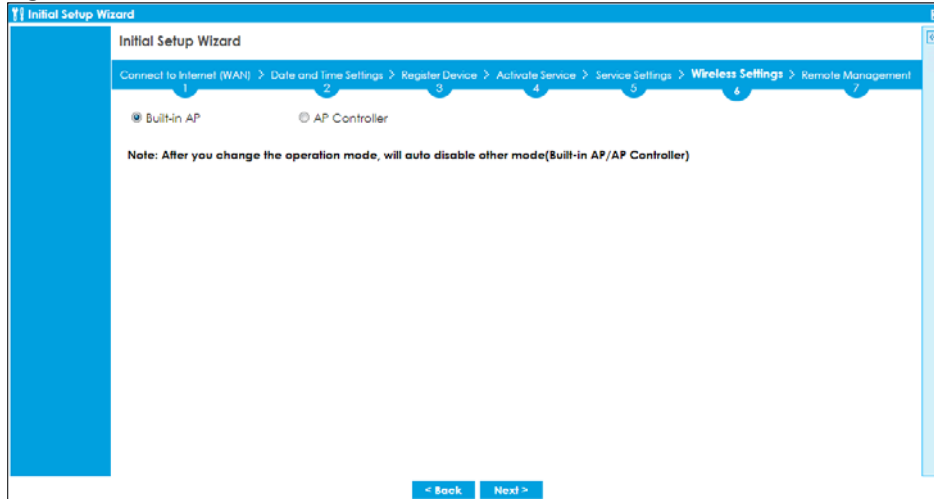 Initial Setup Wizard
Initial Setup Wizard
Connect to Internet (WAN) > Date and Time Settings > Register Device > Activate Service > Service Settings > Wireless Settings > Remote Management
1 2 3 4 5 6 7
Built-in AP AP Controller
Note: After you change the operation mode, will auto disable other mode(Built-in AP/AP Controller)
< Back Next >